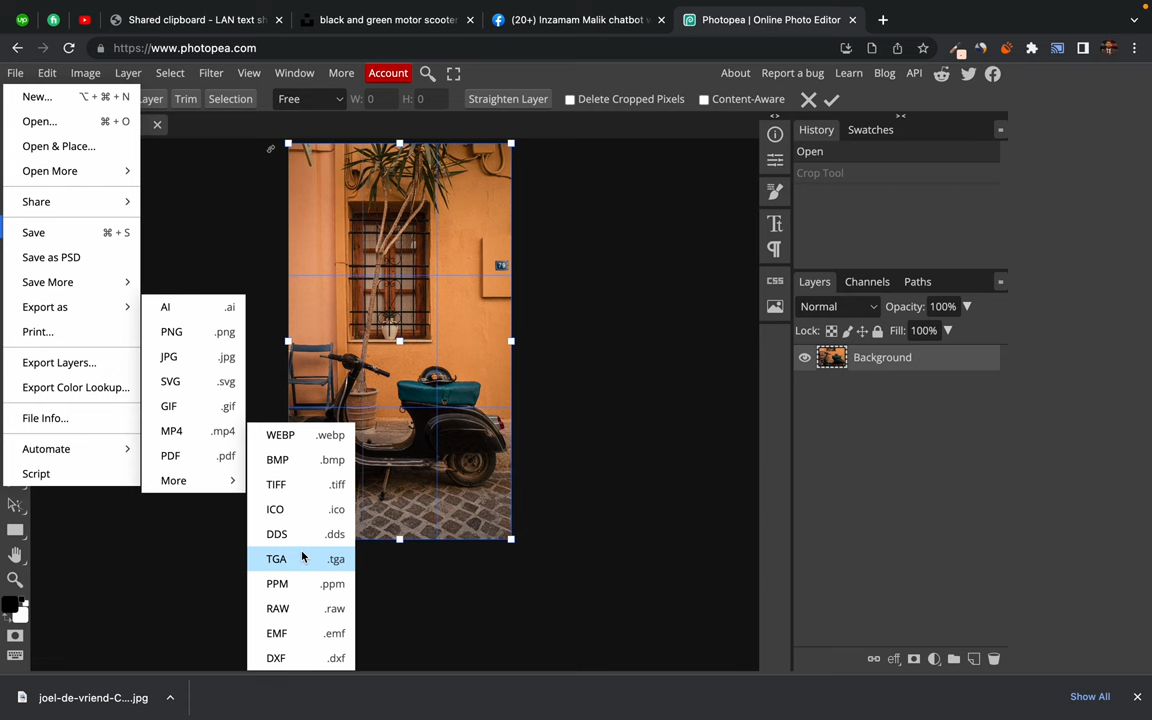 Shared clipboard - LAN text sh
black and green motor scooter
(20+) Inzamam Malik chatbot w
Photopea | Online Photo Editor
https://www.photopea.com
File Edit Image Layer Select Filter View Window More Account
About Report a bug Learn Blog API
Layer Trim Selection Free W: 0 H: 0 Straighten Layer Delete Cropped Pixels Content-Aware
New... ⌥ + ⌘ + N
Open... ⌘ + O
Open & Place...
Open More
Share
Save ⌘ + S
Save as PSD
Save More
Export as
Print...
Export Layers...
Export Color Lookup...
File Info...
Automate
Script
AI .ai
PNG .png
JPG .jpg
SVG .svg
GIF .gif
MP4 .mp4
PDF .pdf
More
WEBP .webp
BMP .bmp
TIFF .tiff
ICO .ico
DDS .dds
TGA .tga
PPM .ppm
RAW .raw
EMF .emf
DXF .dxf
CSS
History Swatches
Open
Crop Tool
Layers Channels Paths
Normal Opacity: 100%
Lock: Fill: 100%
Background
eff
joel-de-vriend-C....jpg
Show All